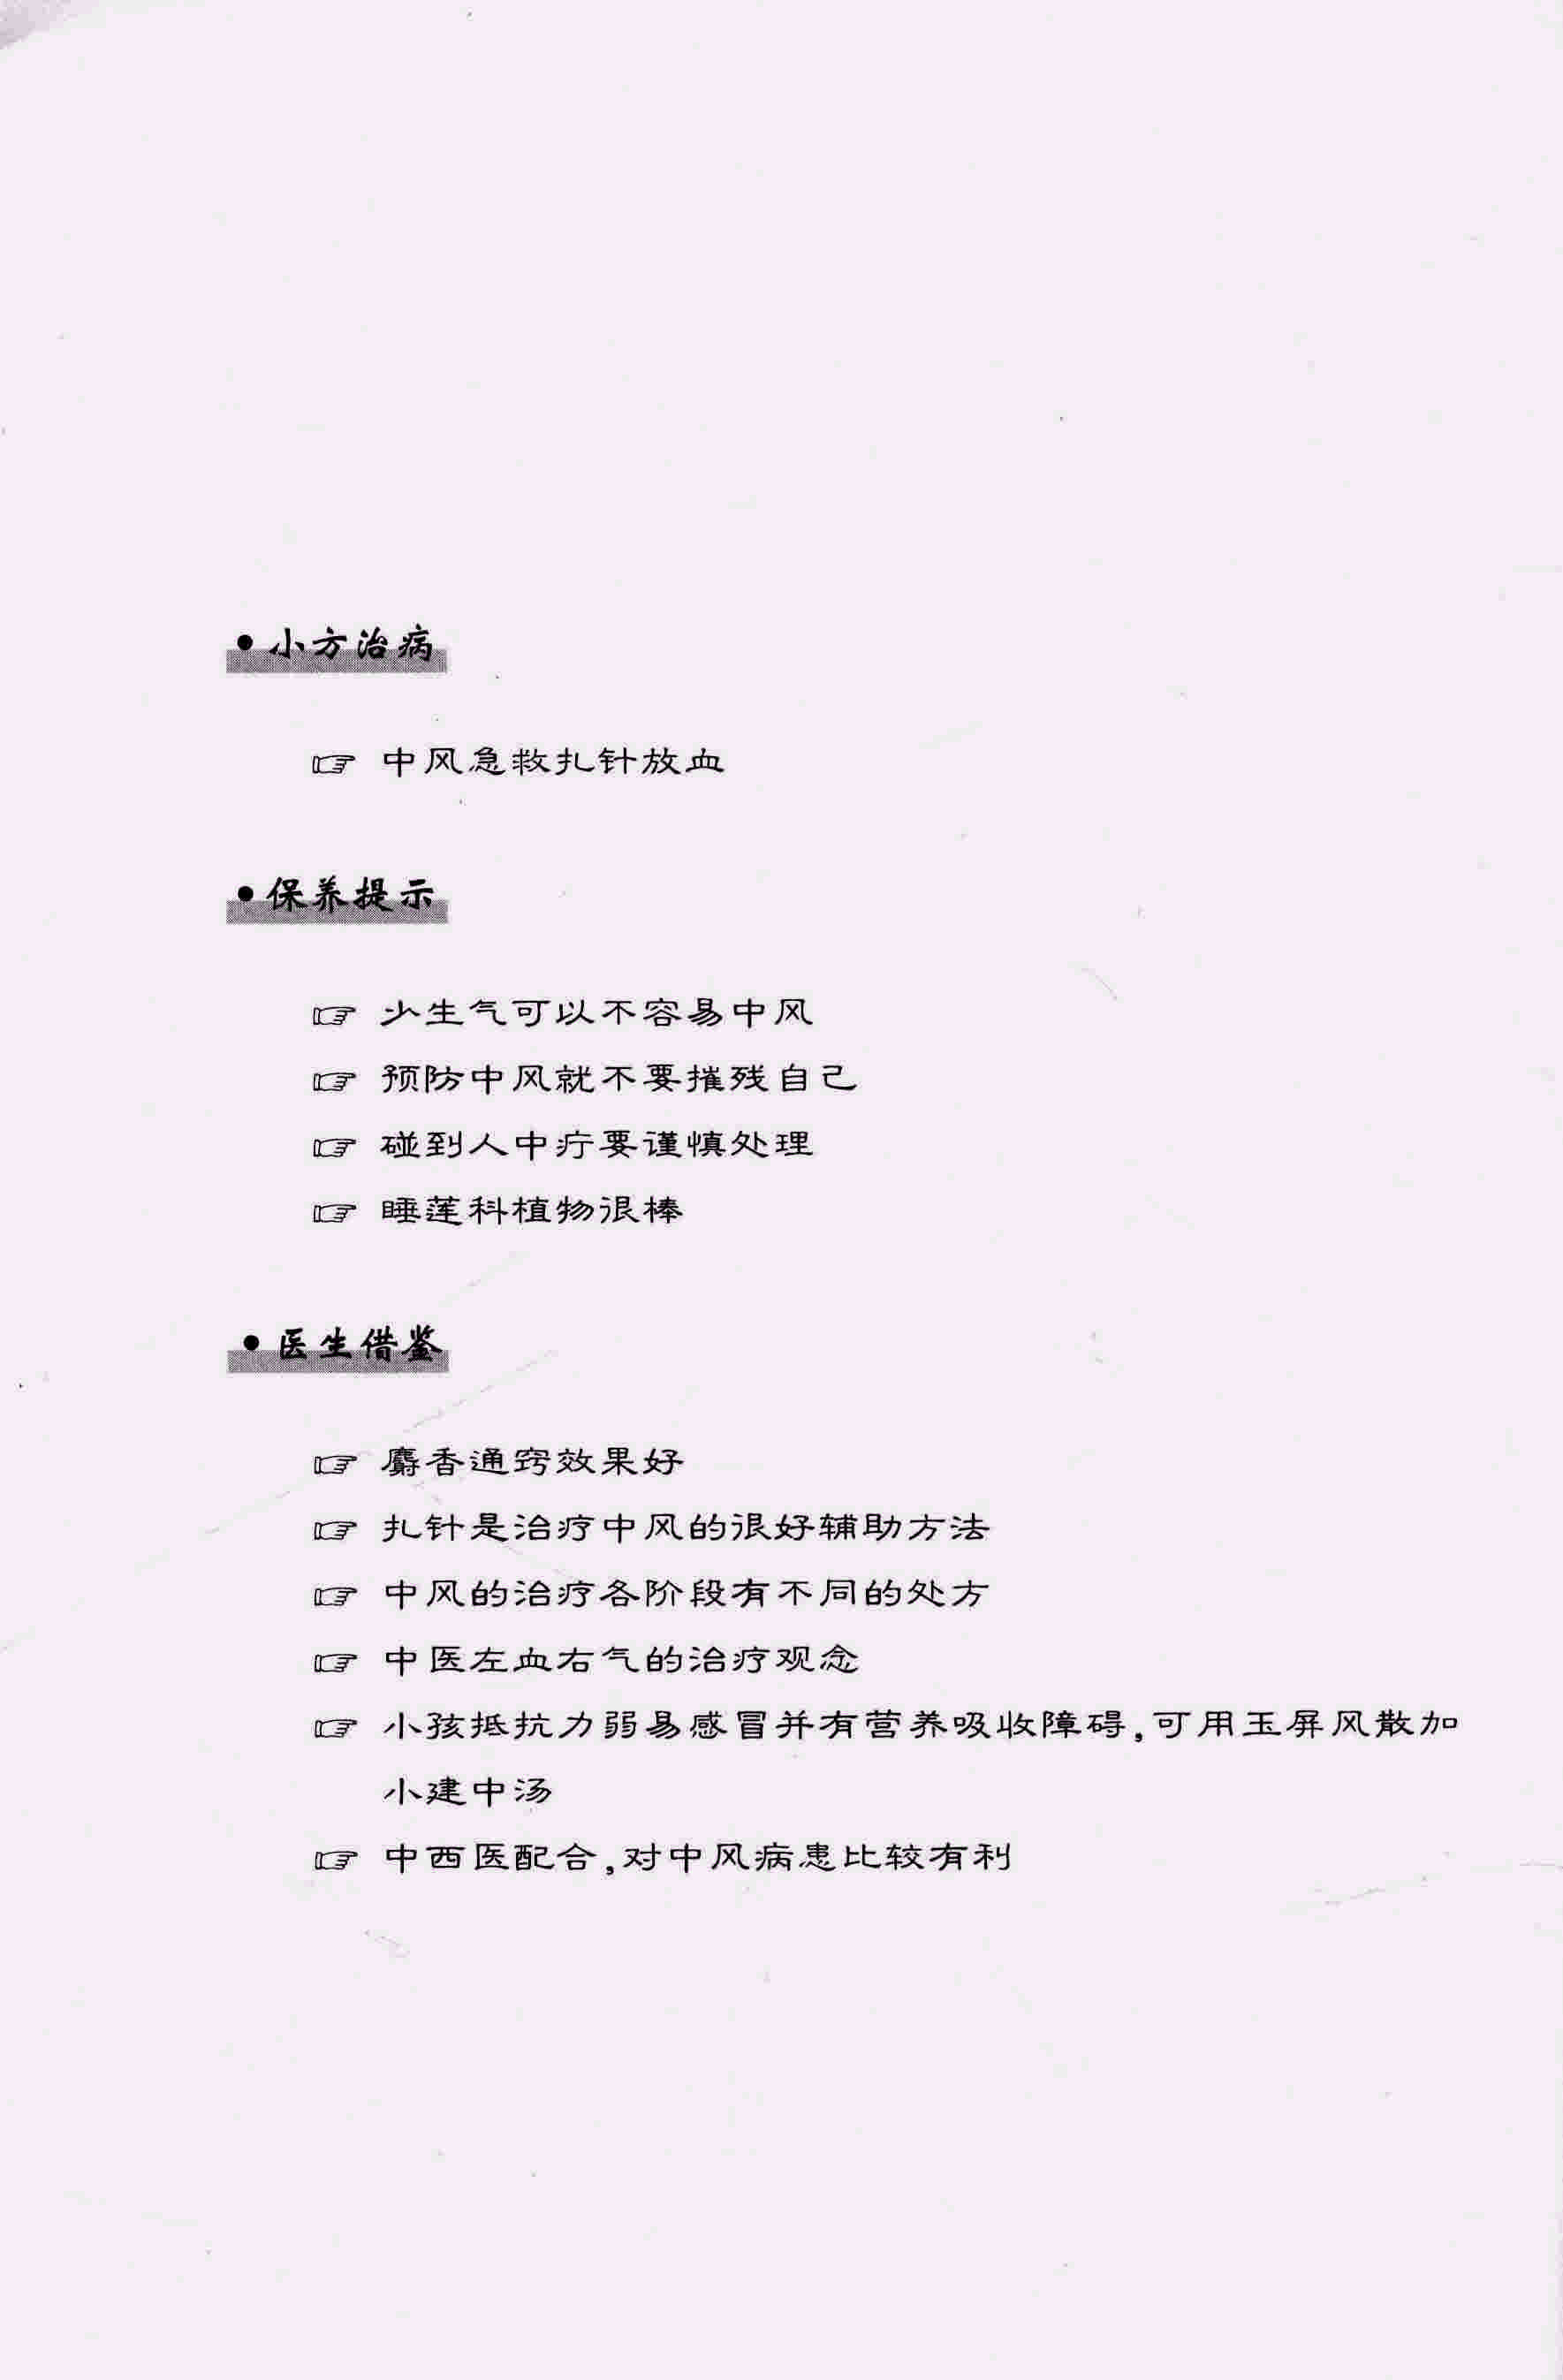 •小方治病
☞ 中风急救扎针放血
•保养提示
☞ 少生气可以不容易中风
☞ 预防中风就不要摧残自己
☞ 碰到人中疔要谨慎处理
☞ 睡莲科植物很棒
•医生借鉴
☞ 麝香通窍效果好
☞ 扎针是治疗中风的很好辅助方法
☞ 中风的治疗各阶段有不同的处方
☞ 中医左血右气的治疗观念
☞ 小孩抵抗力弱易感冒并有营养吸收障碍,可用玉屏风散加
小建中汤
☞ 中西医配合,对中风病患比较有利